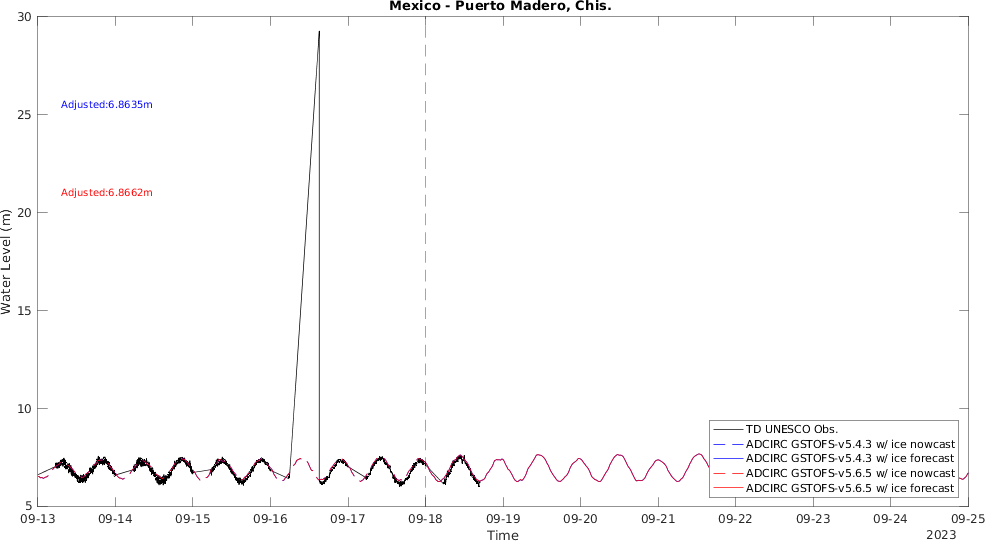 Mexico - Puerto Madero, Chis.
30
25
20
15
10
5
Water Level (m)
Adjusted:6.8635m
Adjusted:6.8662m
TD UNESCO Obs.
ADCIRC GSTOFS-v5.4.3 w/ ice nowcast
ADCIRC GSTOFS-v5.4.3 w/ ice forecast
ADCIRC GSTOFS-v5.6.5 w/ ice nowcast
ADCIRC GSTOFS-v5.6.5 w/ ice forecast
09-13 09-14 09-15 09-16 09-17 09-18 09-19 09-20 09-21 09-22 09-23 09-24 09-25
Time
2023